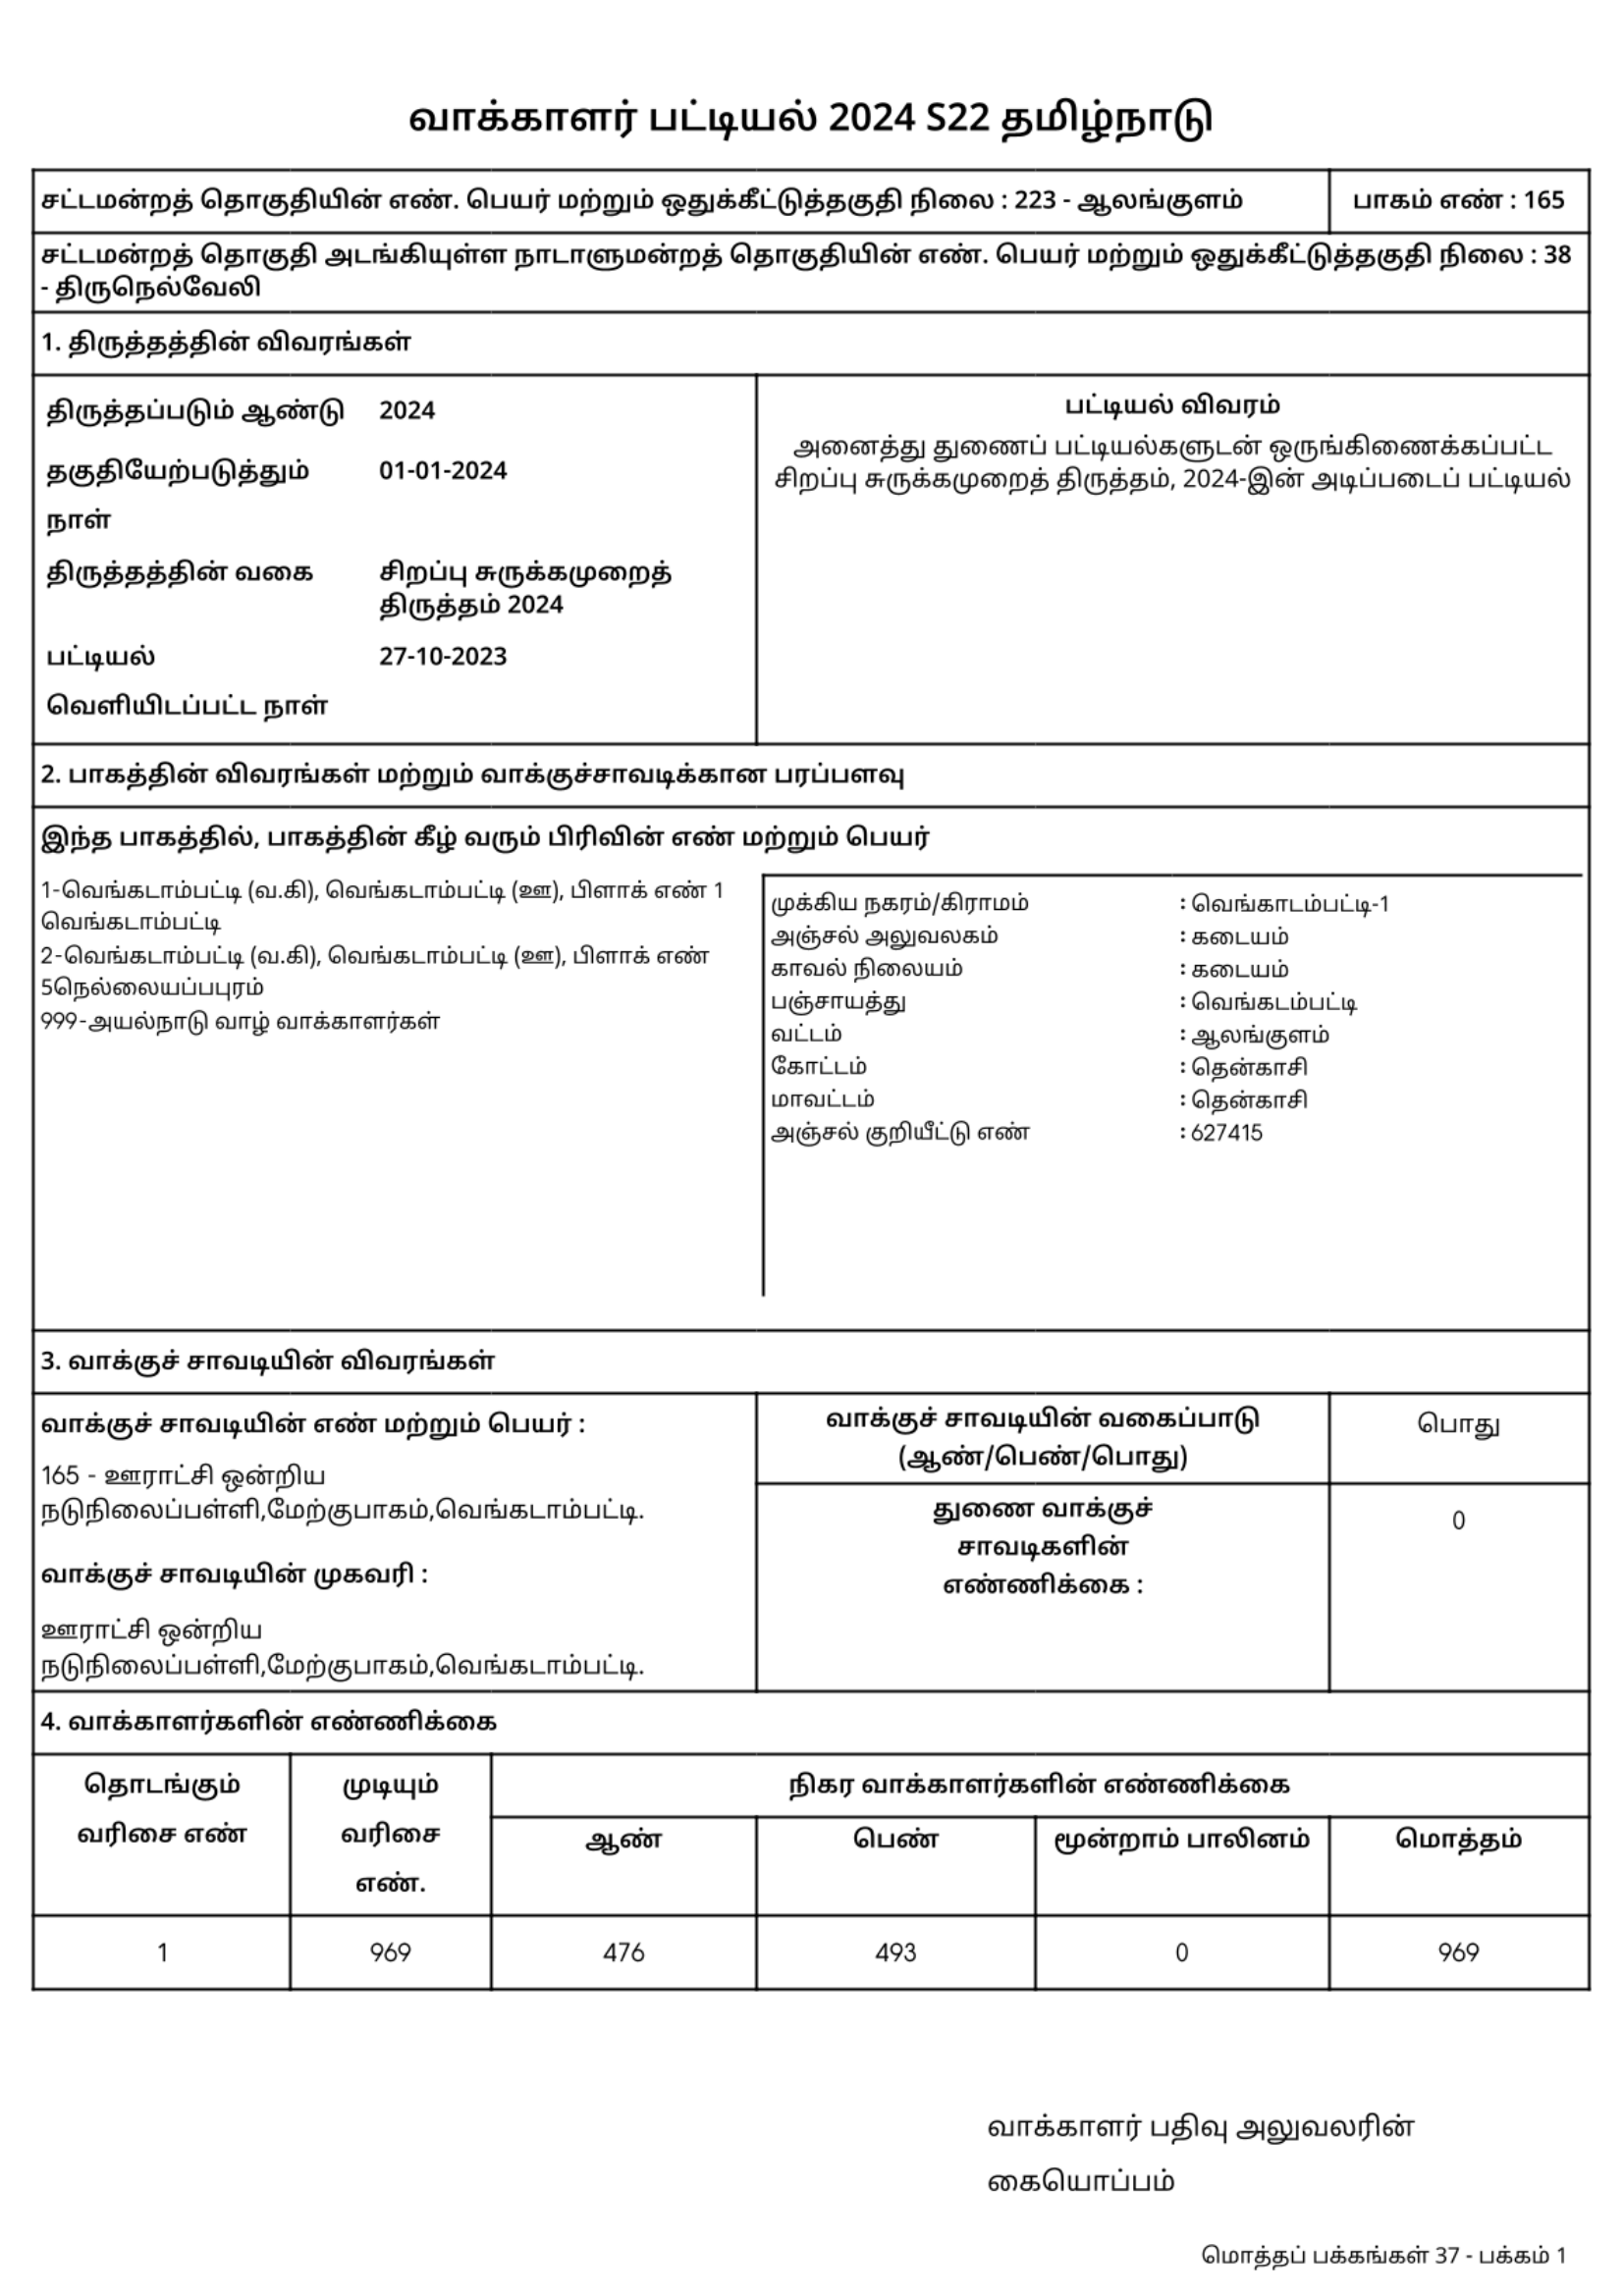 வாக்காளர் பட்டியல் 2024 S22 தமிழ்நாடு
சட்டமன்றத் தொகுதியின் எண். பெயர் மற்றும் ஒதுக்கீட்டுத்தகுதி நிலை : 223 - ஆலங்குளம்
பாகம் எண் : 165
சட்டமன்றத் தொகுதி அடங்கியுள்ள நாடாளுமன்றத் தொகுதியின் எண். பெயர் மற்றும் ஒதுக்கீட்டுத்தகுதி நிலை : 38
- திருநெல்வேலி
1. திருத்தத்தின் விவரங்கள்
திருத்தப்படும் ஆண்டு 2024
தகுதியேற்படுத்தும் 01-01-2024
நாள்
திருத்தத்தின் வகை சிறப்பு சுருக்கமுறைத்
திருத்தம் 2024
பட்டியல் 27-10-2023
வெளியிடப்பட்ட நாள்
பட்டியல் விவரம்
அனைத்து துணைப் பட்டியல்களுடன் ஒருங்கிணைக்கப்பட்ட
சிறப்பு சுருக்கமுறைத் திருத்தம், 2024-இன் அடிப்படைப் பட்டியல்
2. பாகத்தின் விவரங்கள் மற்றும் வாக்குச்சாவடிக்கான பரப்பளவு
இந்த பாகத்தில், பாகத்தின் கீழ் வரும் பிரிவின் எண் மற்றும் பெயர்
1-வெங்கடாம்பட்டி (வ.கி), வெங்கடாம்பட்டி (ஊ), பிளாக் எண் 1
வெங்கடாம்பட்டி
2-வெங்கடாம்பட்டி (வ.கி), வெங்கடாம்பட்டி (ஊ), பிளாக் எண்
5நெல்லையப்பபுரம்
999-அயல்நாடு வாழ் வாக்காளர்கள்
முக்கிய நகரம்/கிராமம் : வெங்காடம்பட்டி-1
அஞ்சல் அலுவலகம் : கடையம்
காவல் நிலையம் : கடையம்
பஞ்சாயத்து : வெங்கடம்பட்டி
வட்டம் : ஆலங்குளம்
கோட்டம் : தென்காசி
மாவட்டம் : தென்காசி
அஞ்சல் குறியீட்டு எண் : 627415
3. வாக்குச் சாவடியின் விவரங்கள்
வாக்குச் சாவடியின் எண் மற்றும் பெயர் :
165 - ஊராட்சி ஒன்றிய
நடுநிலைப்பள்ளி,மேற்குபாகம்,வெங்கடாம்பட்டி.
வாக்குச் சாவடியின் முகவரி :
ஊராட்சி ஒன்றிய
நடுநிலைப்பள்ளி,மேற்குபாகம்,வெங்கடாம்பட்டி.
வாக்குச் சாவடியின் வகைப்பாடு
(ஆண்/பெண்/பொது)
பொது
துணை வாக்குச்
சாவடிகளின்
எண்ணிக்கை :
0
4. வாக்காளர்களின் எண்ணிக்கை
தொடங்கும்
வரிசை எண்
முடியும்
வரிசை
எண்.
நிகர வாக்காளர்களின் எண்ணிக்கை
ஆண் பெண் மூன்றாம் பாலினம் மொத்தம்
1 969 476 493 0 969
வாக்காளர் பதிவு அலுவலரின்
கையொப்பம்
மொத்தப் பக்கங்கள் 37 - பக்கம் 1